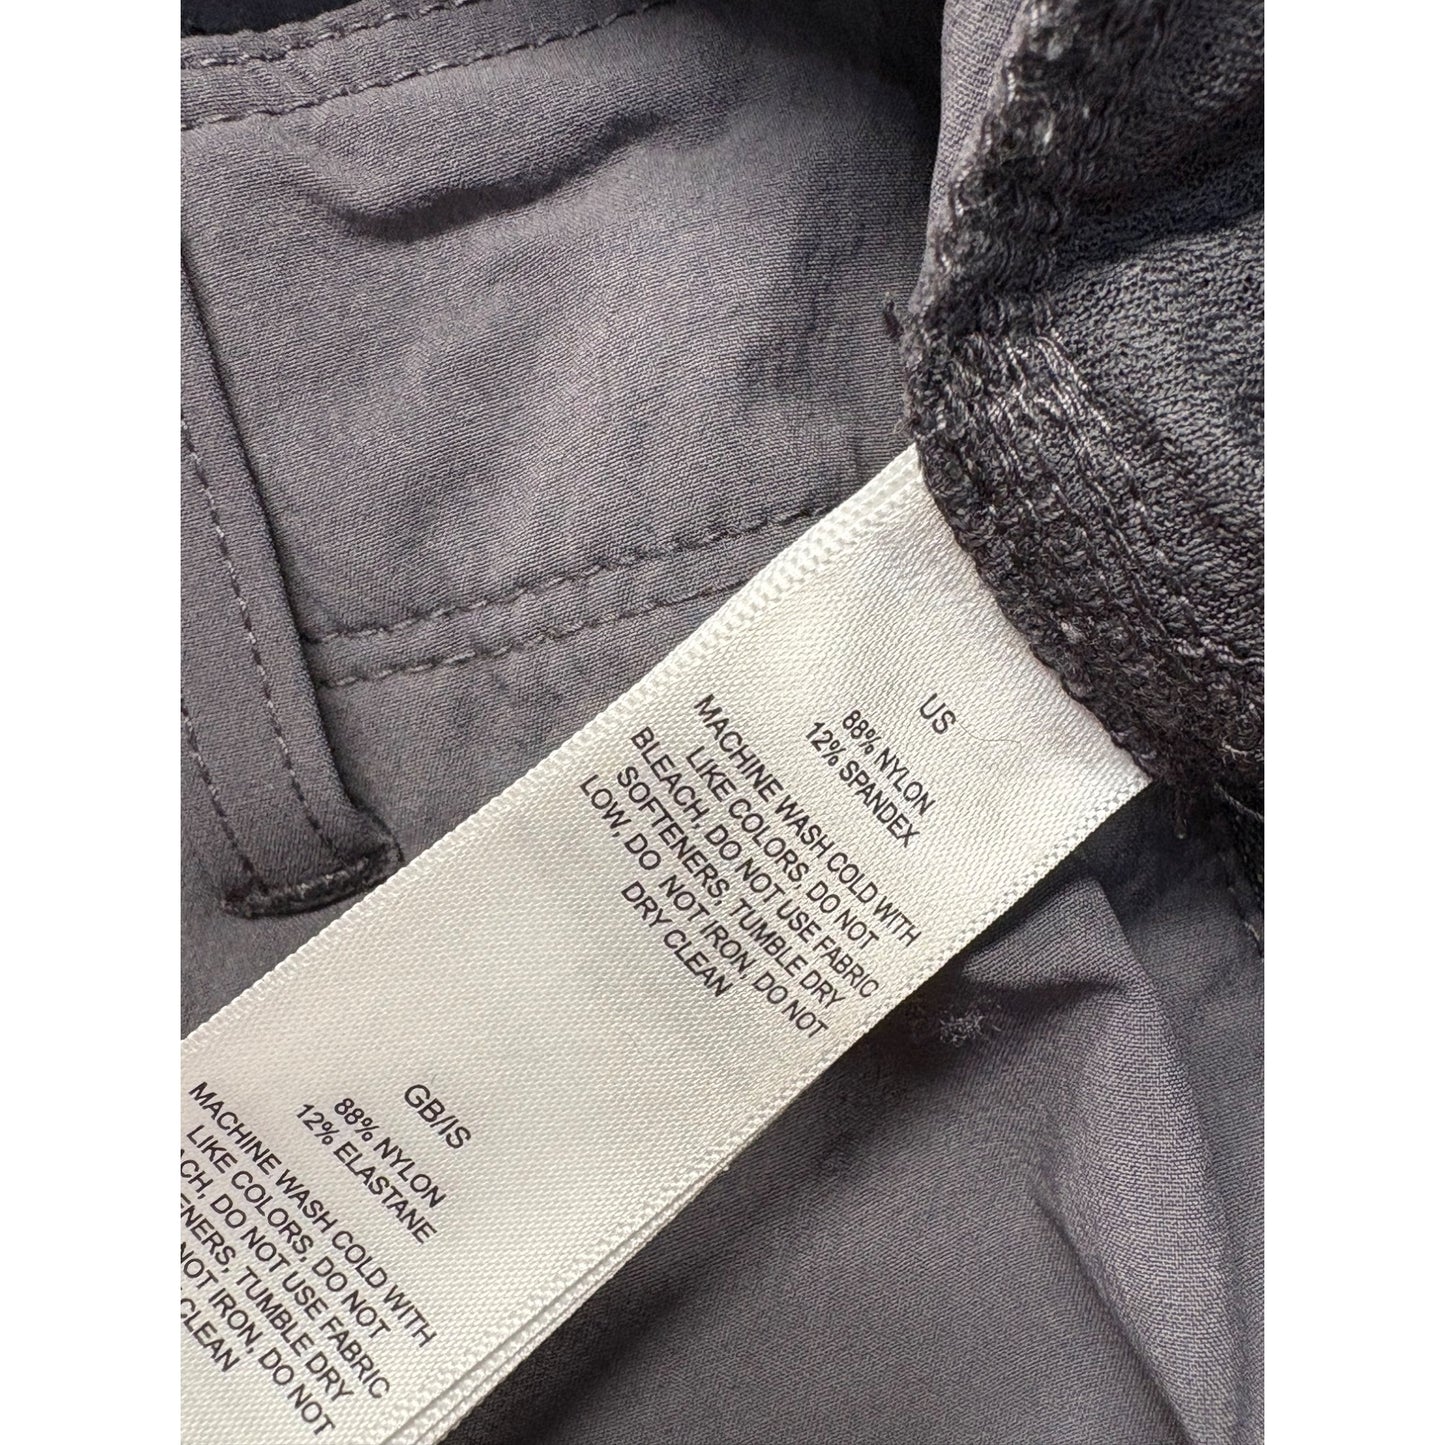 US
88% NYLON
12% SPANDEX
MACHINE WASH COLD WITH
LIKE COLORS, DO NOT
BLEACH, DO NOT USE FABRIC
SOFTENERS, TUMBLE DRY
LOW, DO NOT IRON, DO NOT
DRY CLEAN
GB/IS
88% NYLON
12% ELASTANE
MACHINE WASH COLD WITH
LIKE COLORS, DO NOT
CH, DO NOT USE FABRIC
ENERS, TUMBLE DRY
NOT IRON, DO NOT
CLEAN